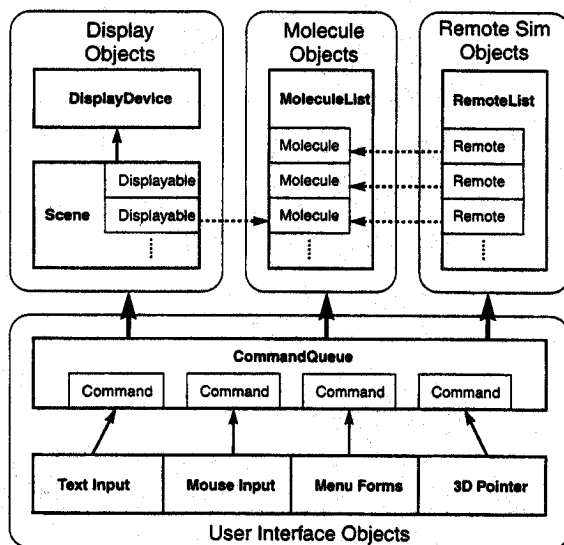 Display
Objects
Molecule
Objects
Remote Sim
Objects
DisplayDevice
MoleculeList
RemoteList
Molecule
Remote
Displayable
Molecule
Remote
Scene
Displayable
Molecule
Remote
CommandQueue
Command
Command
Command
Command
Text Input
Mouse Input
Menu Forms
3D Pointer
User Interface Objects